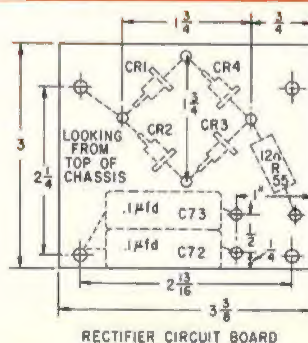 1 3/4
3/4
CR1
CR4
3
1 3/4
2 1/4
LOOKING
FROM
TOP OF
CHASSIS
CR2
CR3
12Ω
R
55
1"
.1µfd
C73
.1µfd
C72
1/2
1/4
2 13/16
3 3/8
RECTIFIER CIRCUIT BOARD